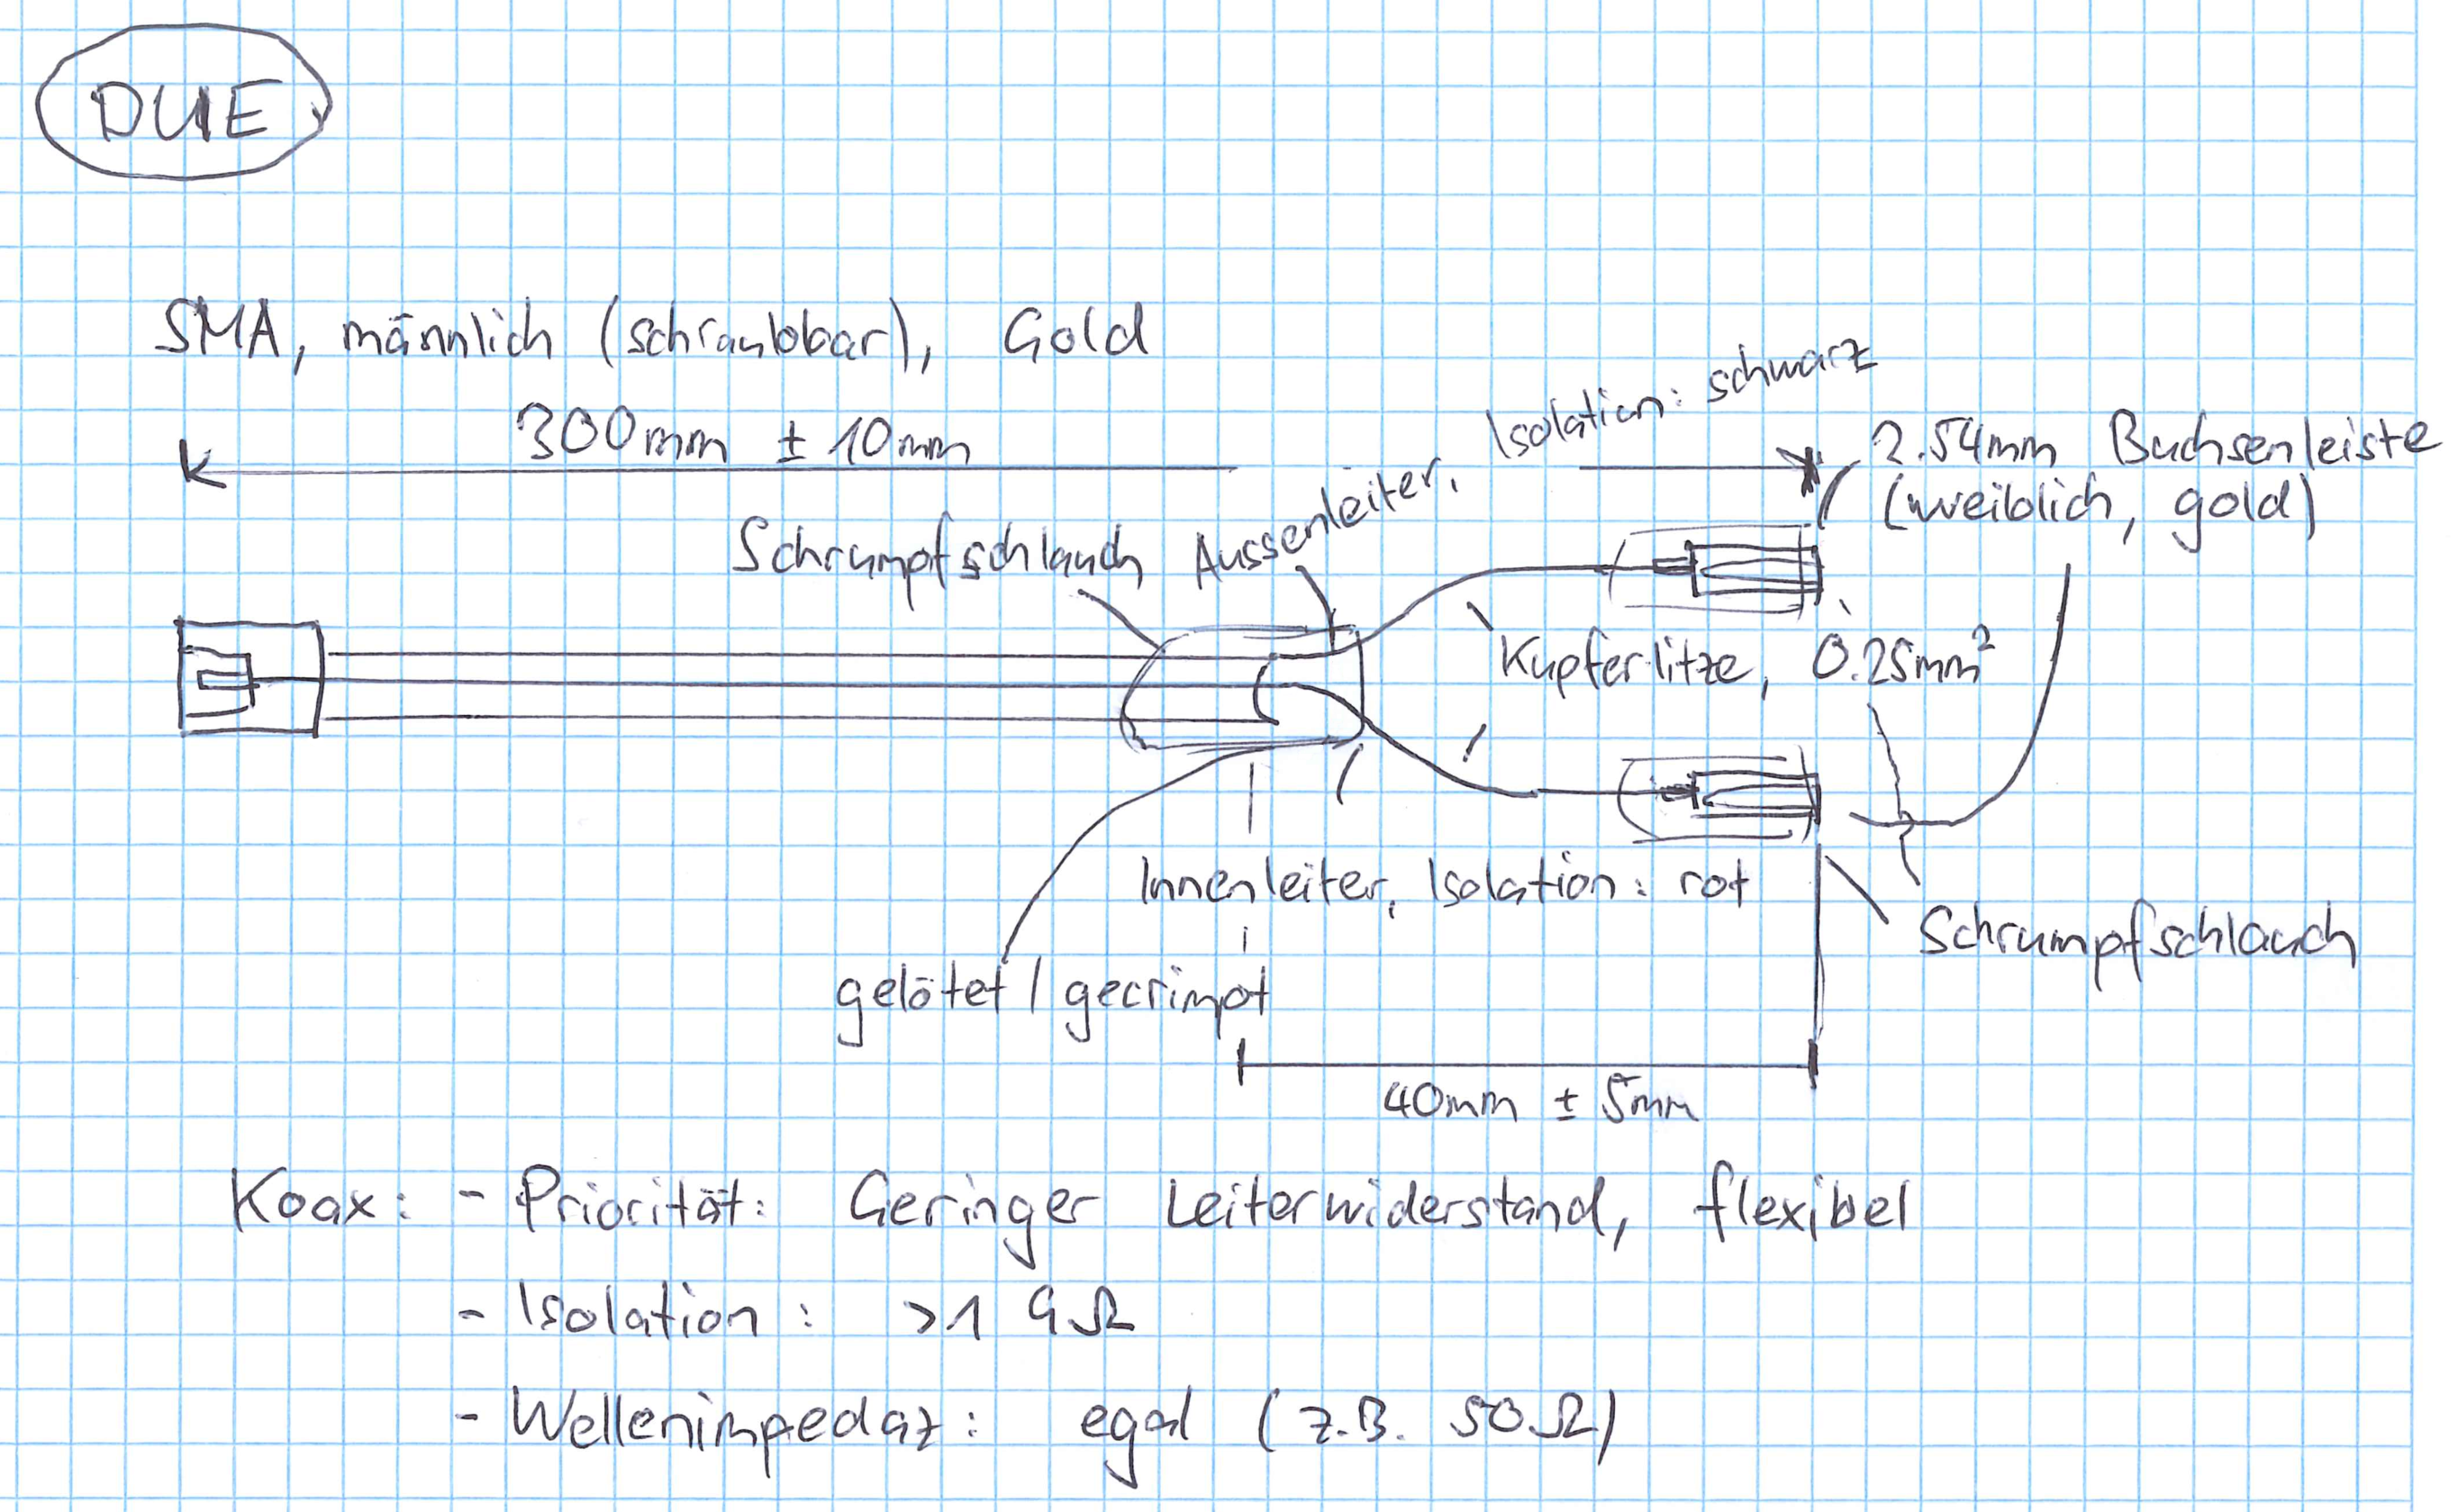 DUE
SMA, männlich (schraubbar), Gold
300mm ± 10mm
Isolation: schwarz
Aussenleiter,
Schrumpfschlauch
2.54mm Buchsenleiste
(weiblich, gold)
Kupferlitze, 0.25mm²
Innenleiter, Isolation: rot
Schrumpfschlauch
gelötet / gecrimpt
40mm ± 5mm
Koax: - Priorität: Geringer Leiterwiderstand, flexibel
- Isolation: >1 GΩ
- Wellenimpedaz: egal (z.B. 50Ω)